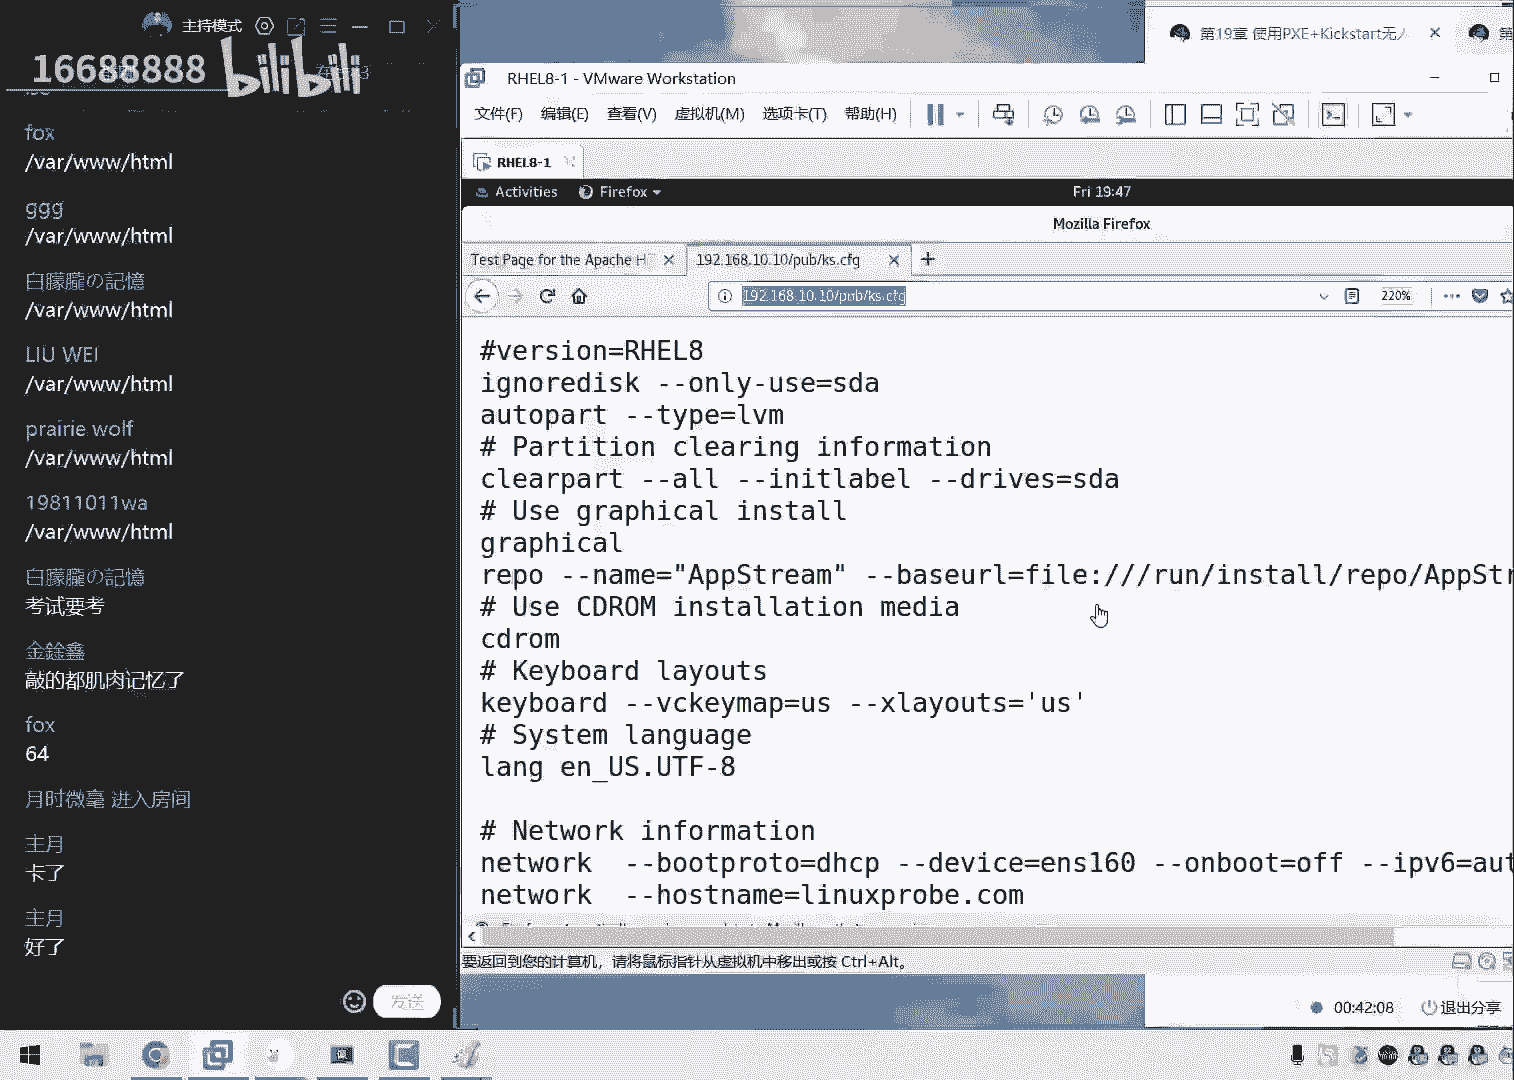 主持模式
16688888 bilibili
fox
/var/www/html
ggg
/var/www/html
白朦朧の記憶
/var/www/html
LIU WEI
/var/www/html
prairie wolf
/var/www/html
19811011wa
/var/www/html
白朦朧の記憶
考试要考
金銓鑫
敲的都肌肉记忆了
fox
64
月时微毫 进入房间
主月
卡了
主月
好了
发送
第19章 使用PXE+Kickstart无人
第
RHEL8-1 - VMware Workstation
文件(F) 编辑(E) 查看(V) 虚拟机(M) 选项卡(T) 帮助(H)
RHEL8-1
Activities Firefox Fri 19:47
Mozilla Firefox
Test Page for the Apache HT 192.168.10.10/pub/ks.cfg
192.168.10.10/pub/ks.cfg 220%
#version=RHEL8
ignoredisk --only-use=sda
autopart --type=lvm
# Partition clearing information
clearpart --all --initlabel --drives=sda
# Use graphical install
graphical
repo --name="AppStream" --baseurl=file:///run/install/repo/AppStr
# Use CDROM installation media
cdrom
# Keyboard layouts
keyboard --vckeymap=us --xlayouts='us'
# System language
lang en_US.UTF-8
# Network information
network  --bootproto=dhcp --device=ens160 --onboot=off --ipv6=aut
network  --hostname=linuxprobe.com
要返回到您的计算机，请将鼠标指针从虚拟机中移出或按 Ctrl+Alt。
00:42:08 退出分享